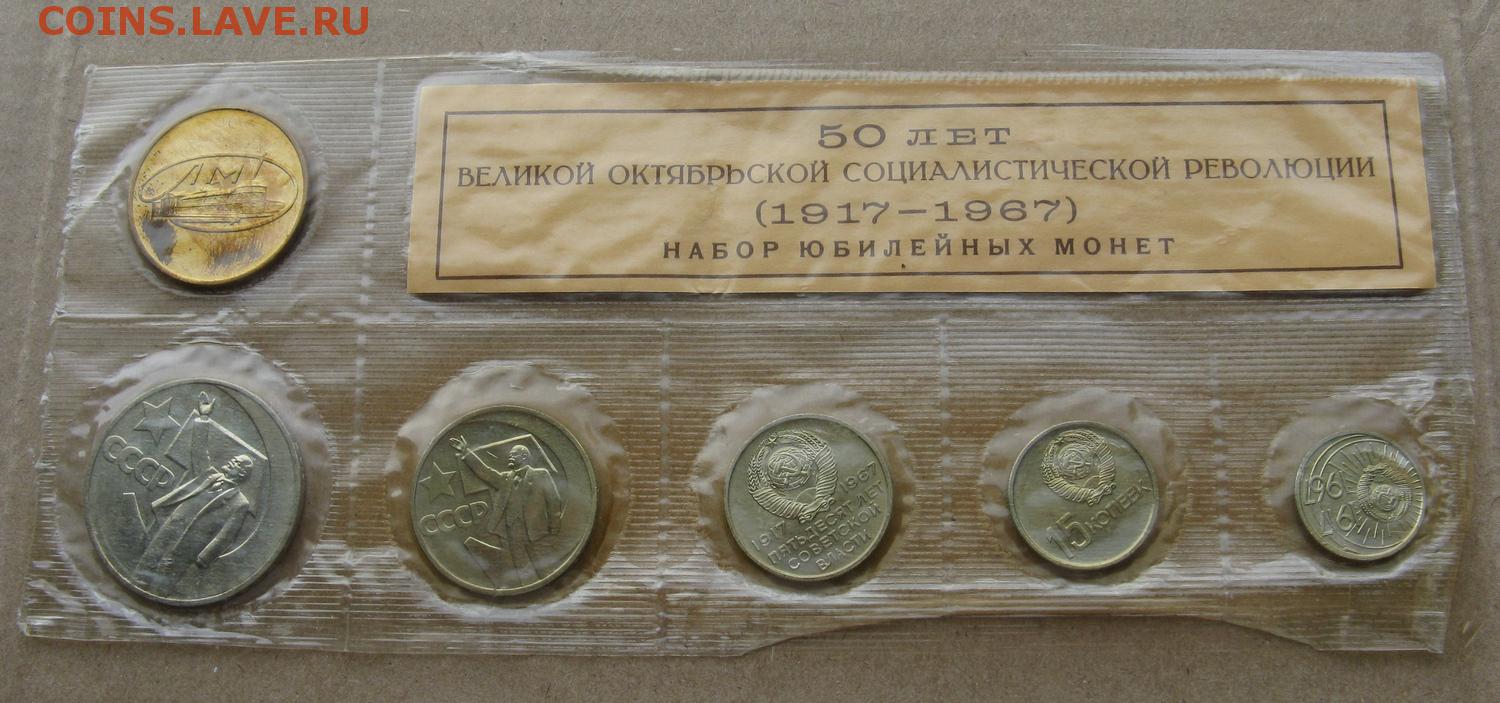 COINS.LAVE.RU
50 ЛЕТ
ВЕЛИКОЙ ОКТЯБРЬСКОЙ СОЦИАЛИСТИЧЕСКОЙ РЕВОЛЮЦИИ
(1917–1967)
НАБОР ЮБИЛЕЙНЫХ МОНЕТ
ЛМД
СССР
СССР
1917 1967
ПЯТЬДЕСЯТ ЛЕТ
СОВЕТСКОЙ
ВЛАСТИ
15 КОПЕЕК
1917
1967